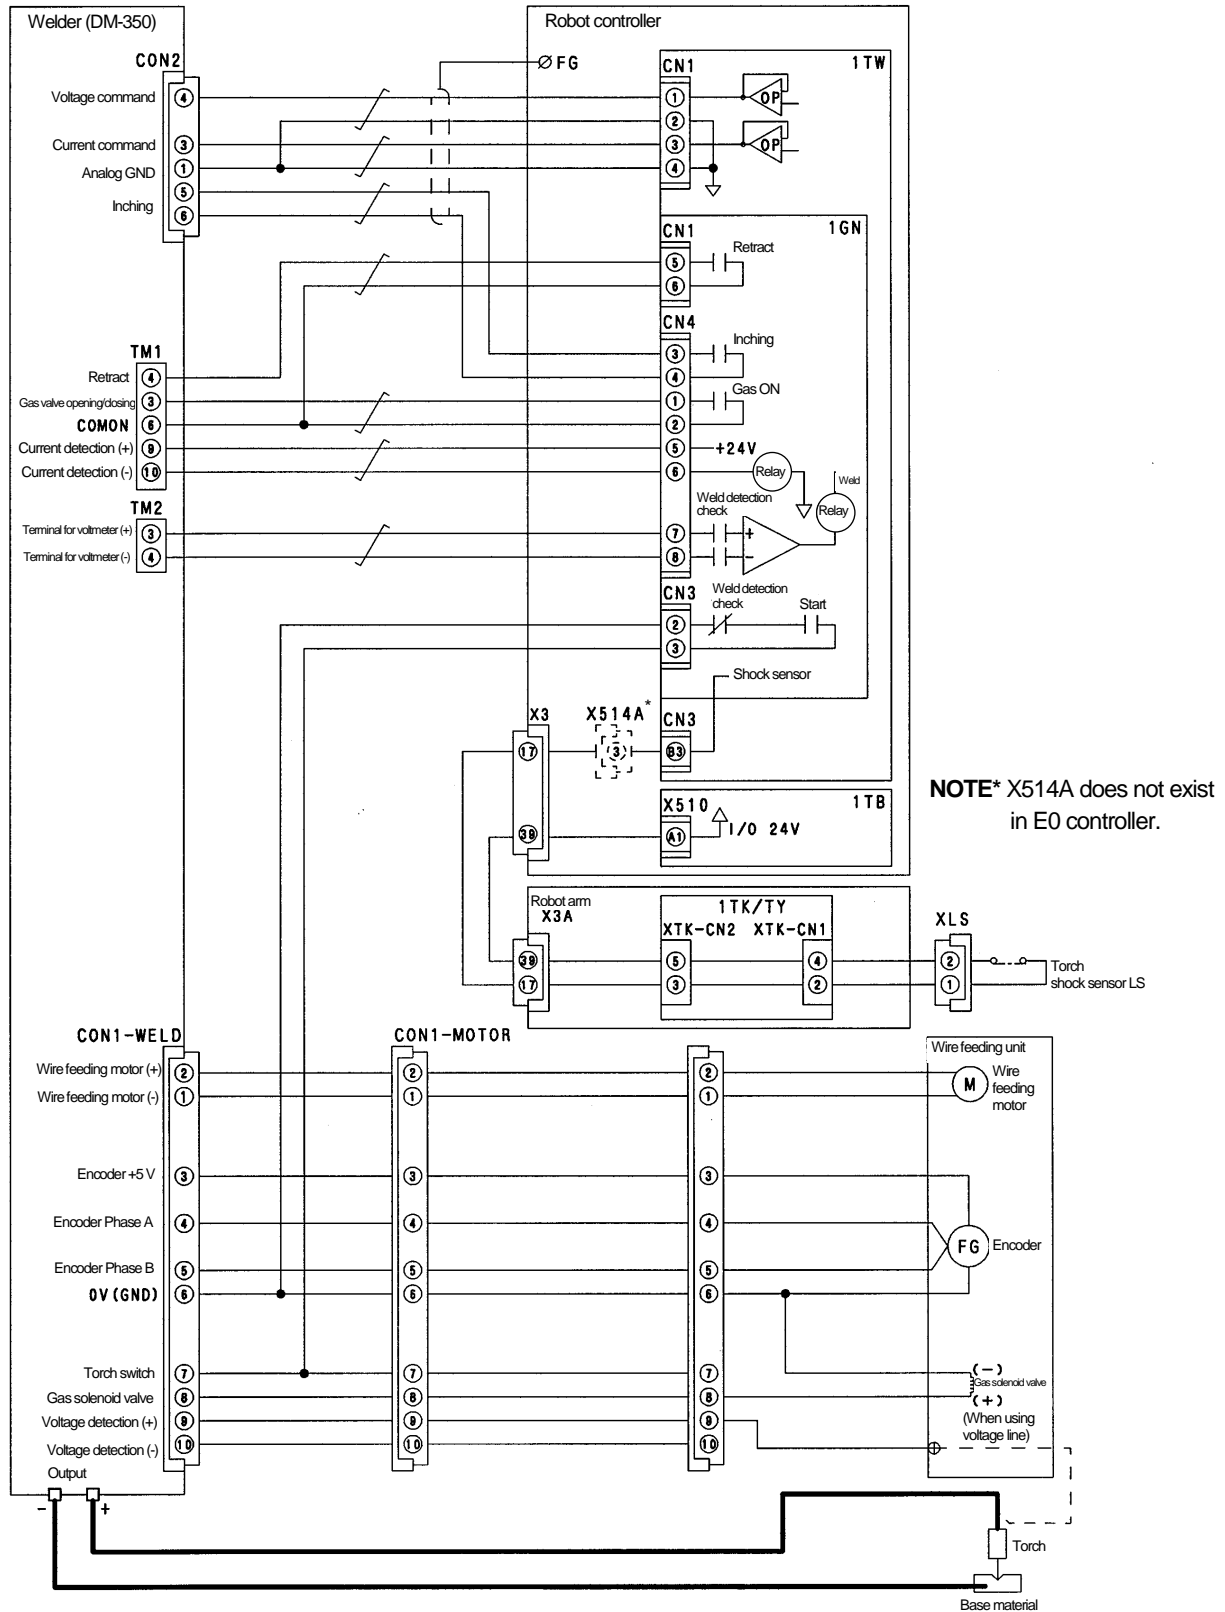 Welder (DM-350)
Robot controller
CON2
FG
CN1
1TW
Voltage command
4
1
OP
2
Current command
3
3
OP
Analog GND
1
4
5
Inching
6
CN1
1GN
Retract
5
6
CN4
Inching
3
TM1
Retract
4
4
Gas ON
Gas valve opening/closing
3
1
COMON
6
2
Current detection (+)
9
5
+24V
Current detection (-)
10
6
Relay
Weld
TM2
Weld detection
check
Relay
Terminal for voltmeter (+)
3
7
+
Terminal for voltmeter (-)
4
8
-
CN3
Weld detection
check
Start
2
3
Shock sensor
X3
X514A*
CN3
17
3
B3
NOTE* X514A does not exist
in E0 controller.
X510
1TB
39
A1
I/O 24V
Robot arm
X3A
1TK/TY
XTK-CN2
XTK-CN1
XLS
39
5
4
2
Torch
shock sensor LS
17
3
2
1
CON1-WELD
CON1-MOTOR
Wire feeding unit
Wire feeding motor (+)
2
2
2
M
Wire
feeding
motor
Wire feeding motor (-)
1
1
1
Encoder +5 V
3
3
3
Encoder Phase A
4
4
4
FG
Encoder
Encoder Phase B
5
5
5
0V(GND)
6
6
6
Torch switch
7
7
7
(-)
Gas solenoid valve
Gas solenoid valve
8
8
8
(+)
Voltage detection (+)
9
9
9
(When using
voltage line)
Voltage detection (-)
10
10
10
Output
-
+
Torch
Base material